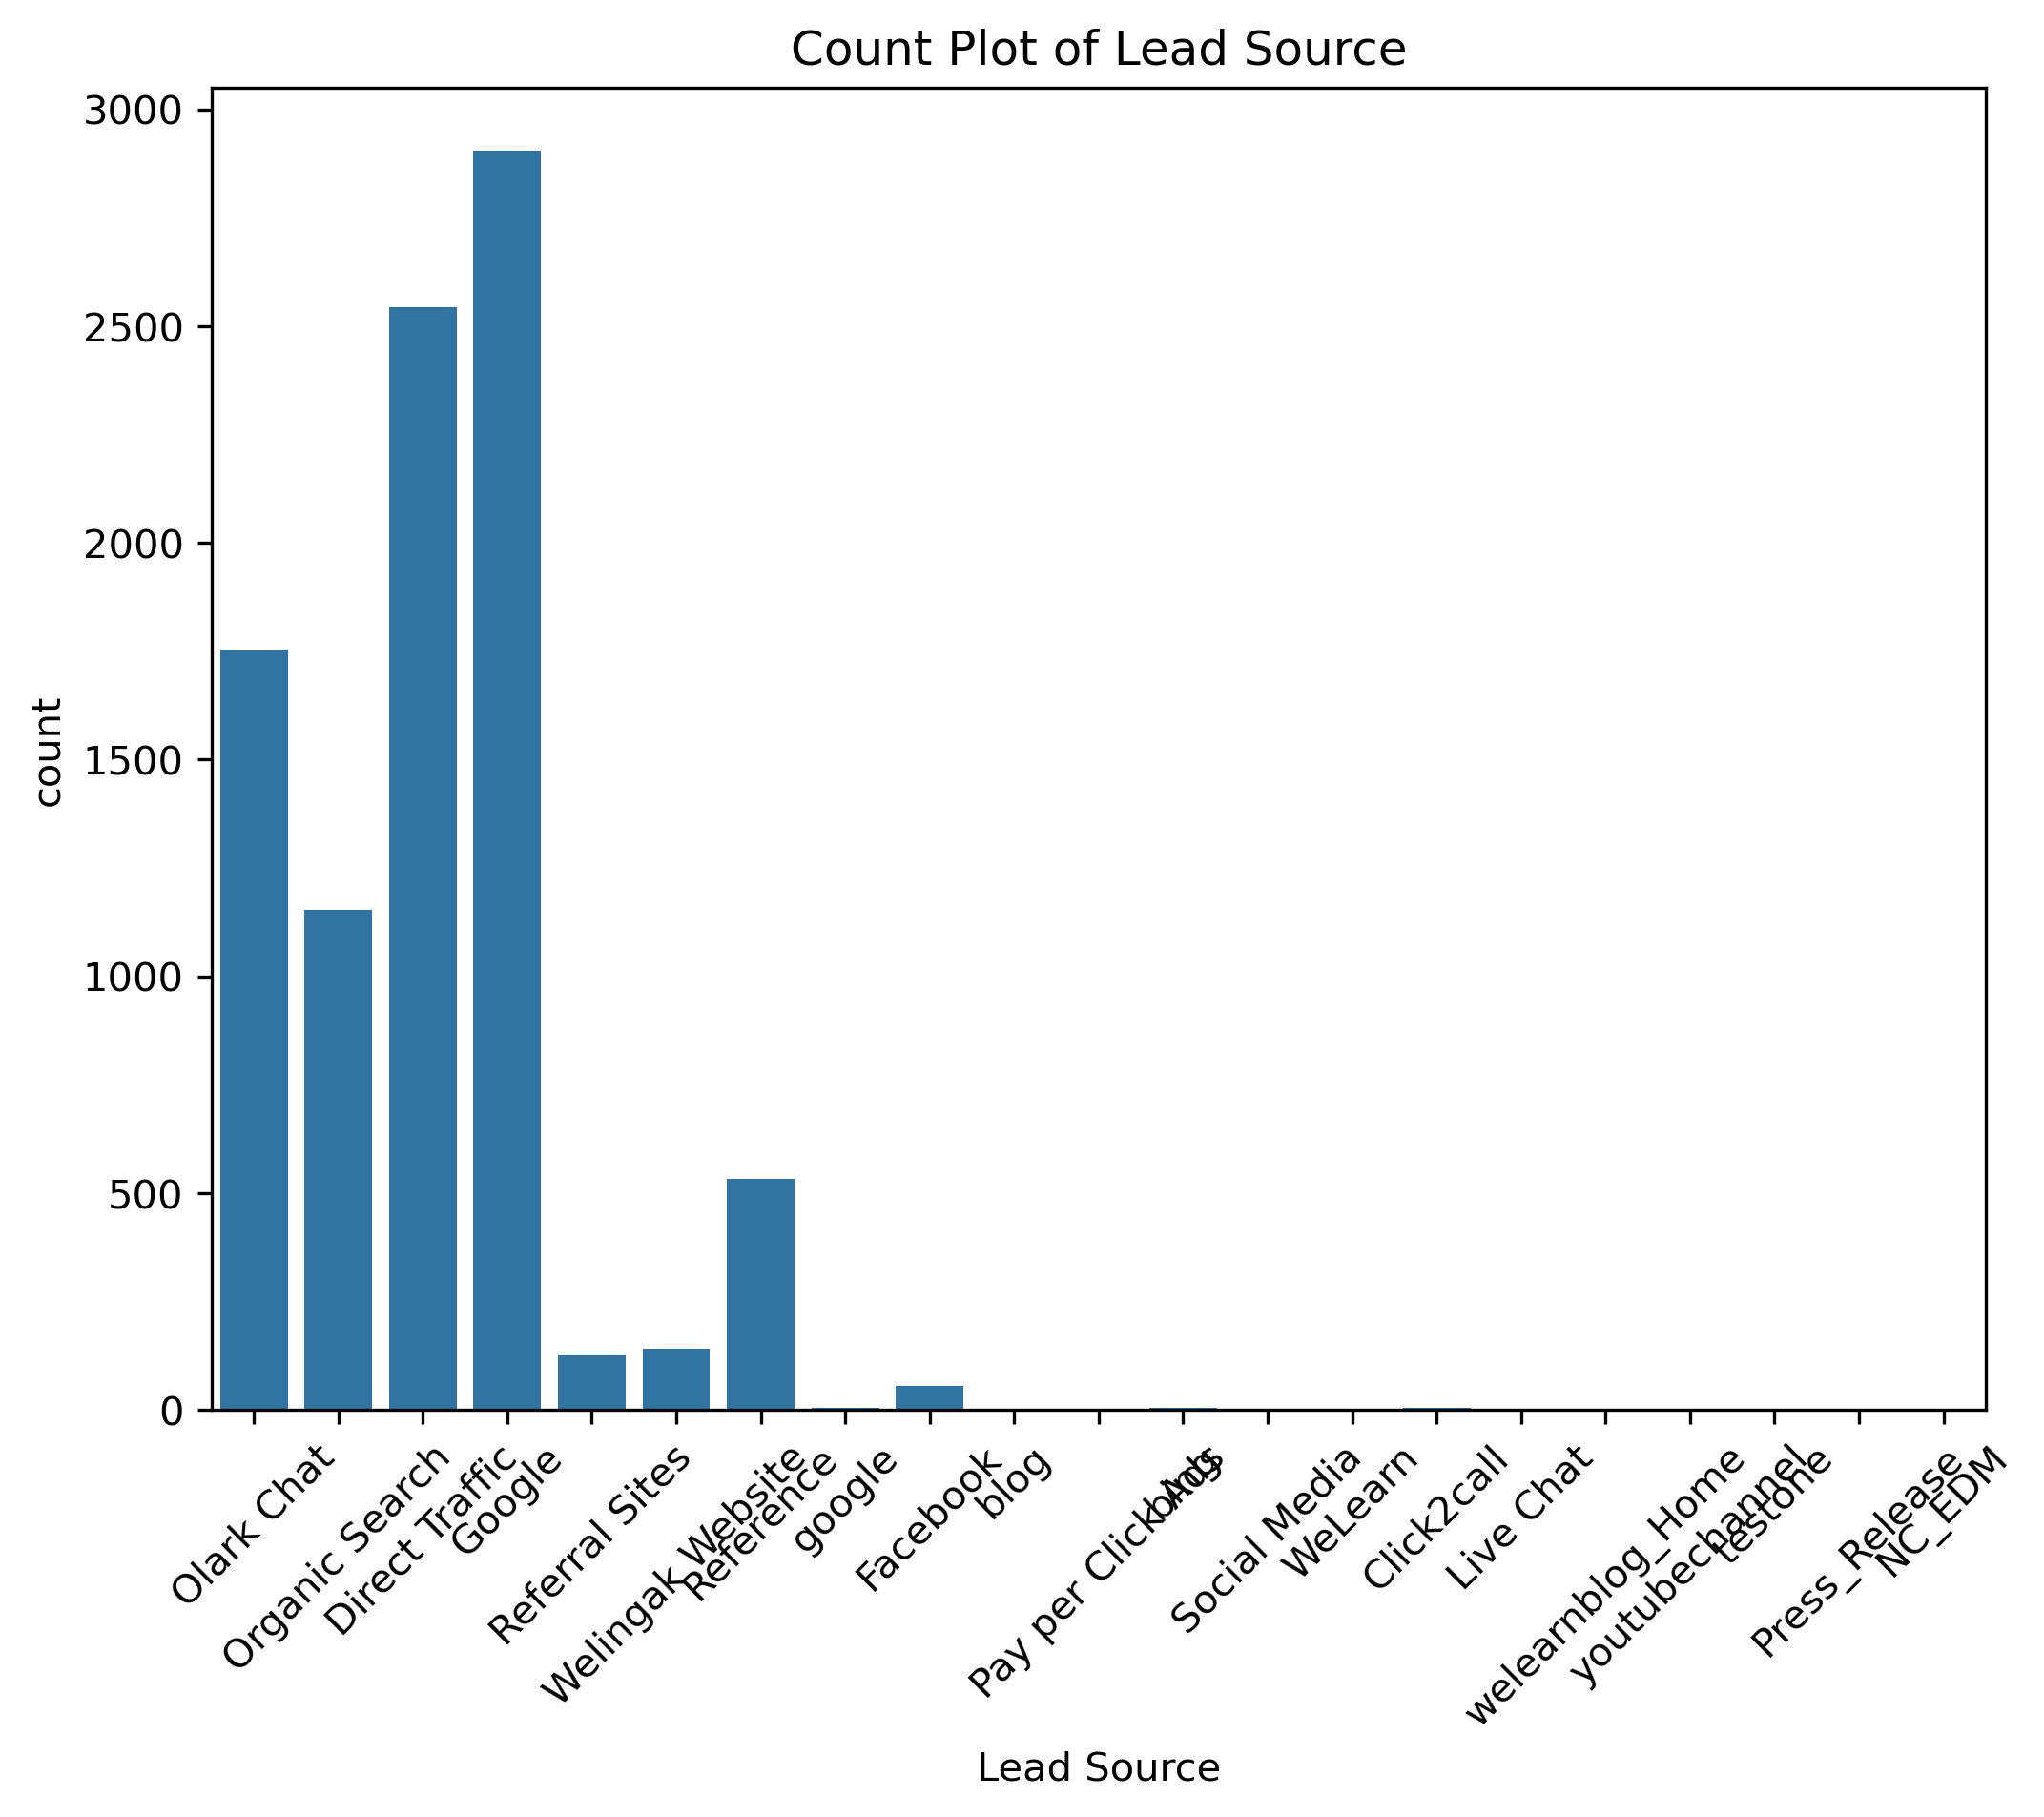 Count Plot of Lead Source
3000
2500
2000
1500
1000
500
0
count
Olark Chat
Organic Search
Direct Traffic
Google
Referral Sites
Welingak Website
Reference
google
Facebook
blog
Pay per Click Ads
bing
Social Media
WeLearn
Click2call
Live Chat
welearnblog_Home
youtubechannel
testone
Press_Release
NC_EDM
Lead Source